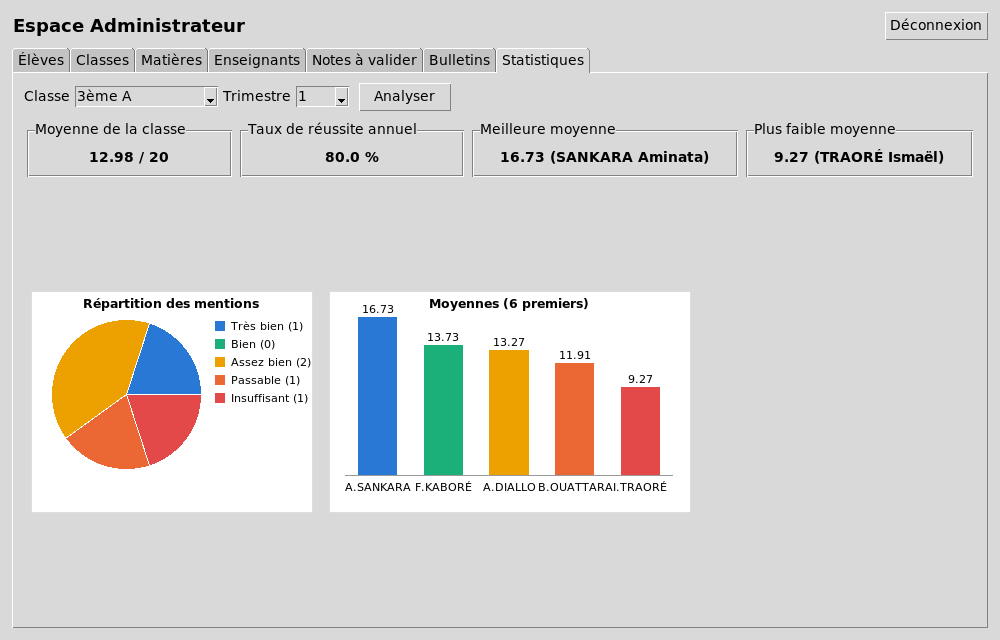 Espace Administrateur
Déconnexion
Élèves Classes Matières Enseignants Notes à valider Bulletins Statistiques
Classe 3ème A Trimestre 1 Analyser
Moyenne de la classe
12.98 / 20
Taux de réussite annuel
80.0 %
Meilleure moyenne
16.73 (SANKARA Aminata)
Plus faible moyenne
9.27 (TRAORÉ Ismaël)
Répartition des mentions
Très bien (1)
Bien (0)
Assez bien (2)
Passable (1)
Insuffisant (1)
Moyennes (6 premiers)
16.73
13.73
13.27
11.91
9.27
A.SANKARA F.KABORÉ A.DIALLO B.OUATTARA I.TRAORÉ